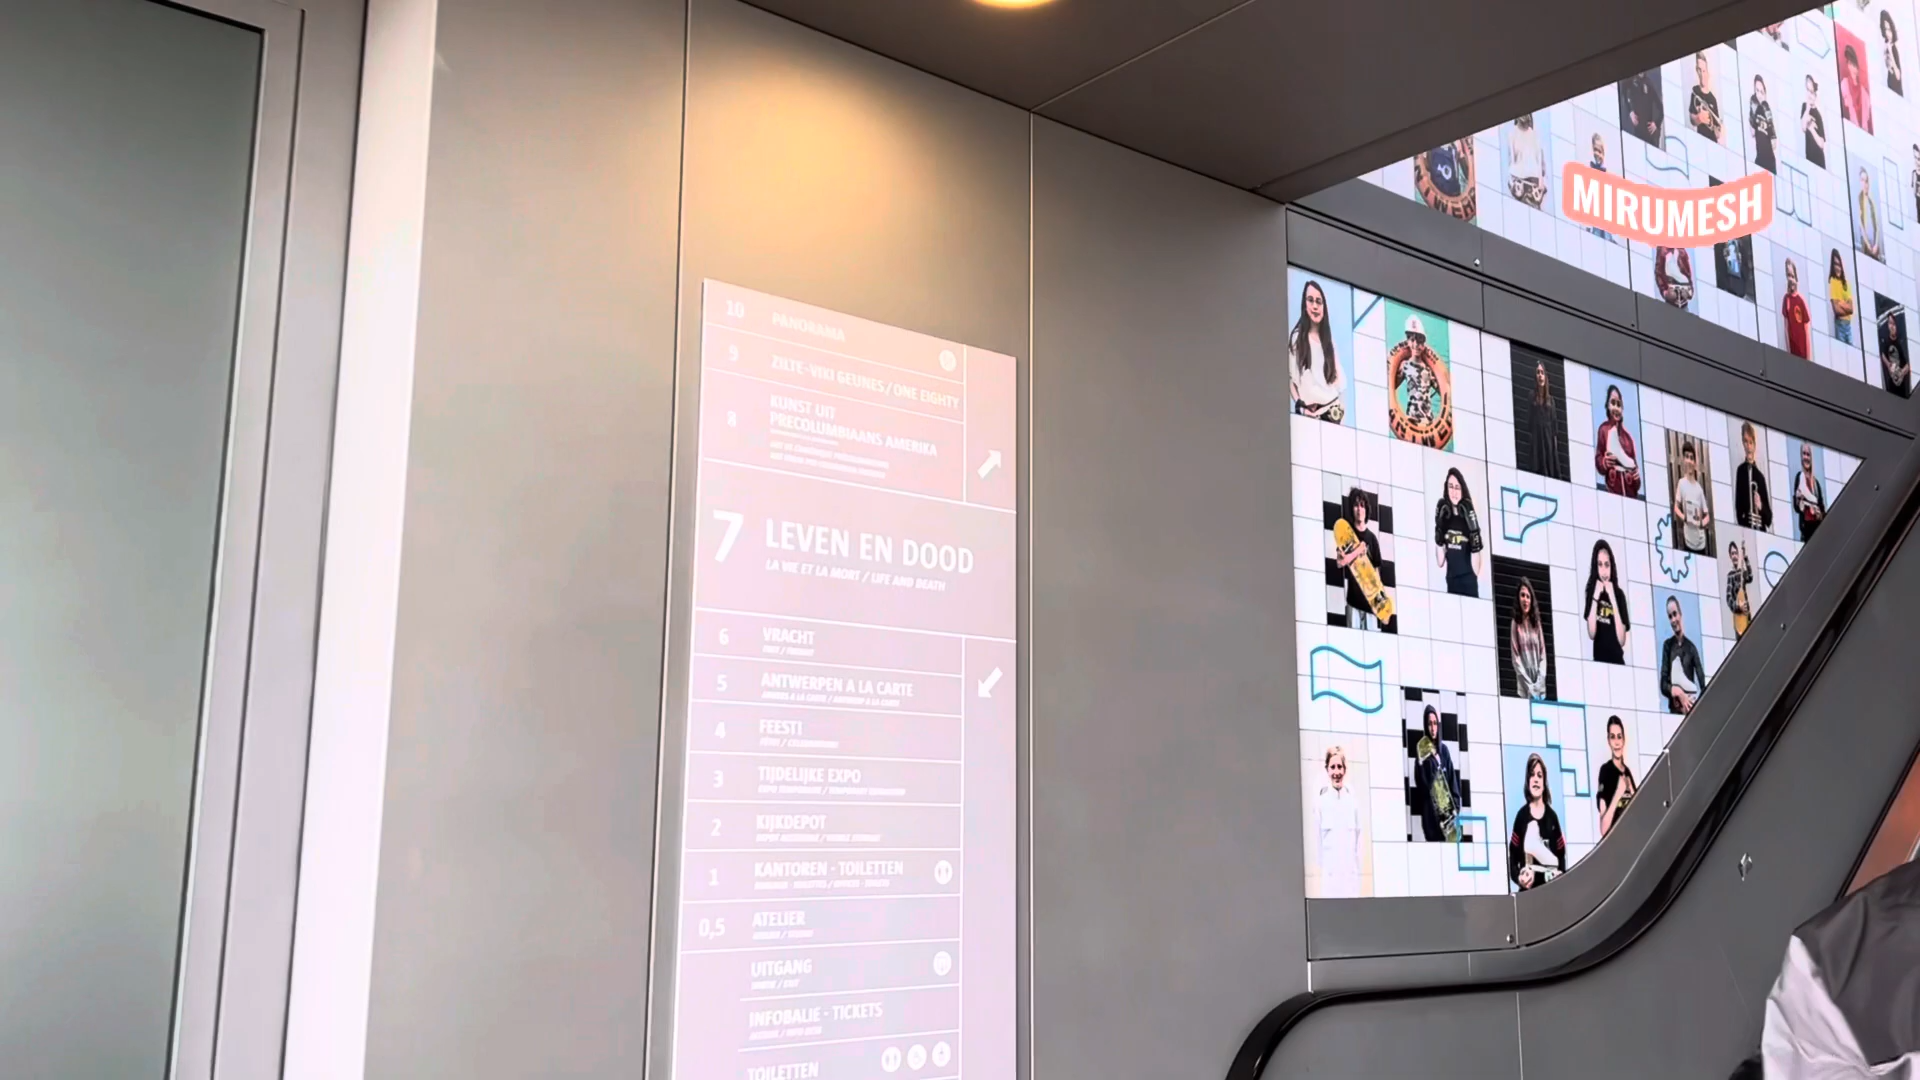 MIRUMESH
10 PANORAMA
9 ZILTE-VIKI GEUNES / ONE EIGHTY
8 KUNST UIT
PRECOLUMBIAANS AMERIKA
7 LEVEN EN DOOD
LA VIE ET LA MORT / LIFE AND DEATH
6 VRACHT
5 ANTWERPEN A LA CARTE
4 FEEST!
3 TIJDELIJKE EXPO
2 KIJKDEPOT
1 KANTOREN - TOILETTEN
0,5 ATELIER
UITGANG
INFOBALIE - TICKETS
TOILETTEN